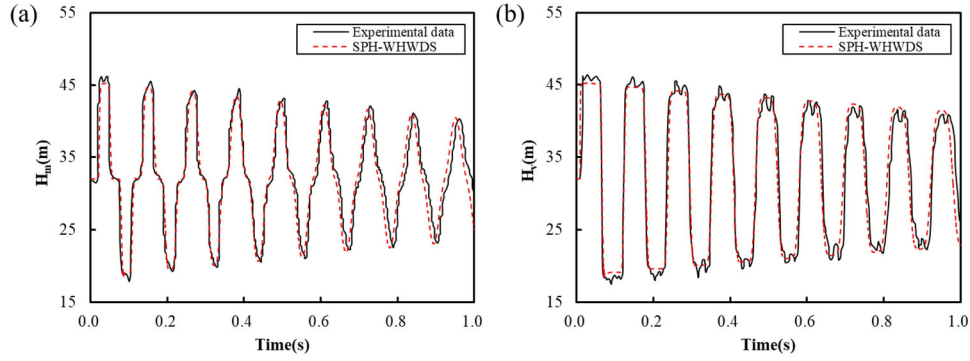 (a)
55
45
35
25
15
H_m(m)
Experimental data
SPH-WHWDS
0.0 0.2 0.4 0.6 0.8 1.0
Time(s)
(b)
55
45
35
25
15
H_v(m)
Experimental data
SPH-WHWDS
0.0 0.2 0.4 0.6 0.8 1.0
Time(s)